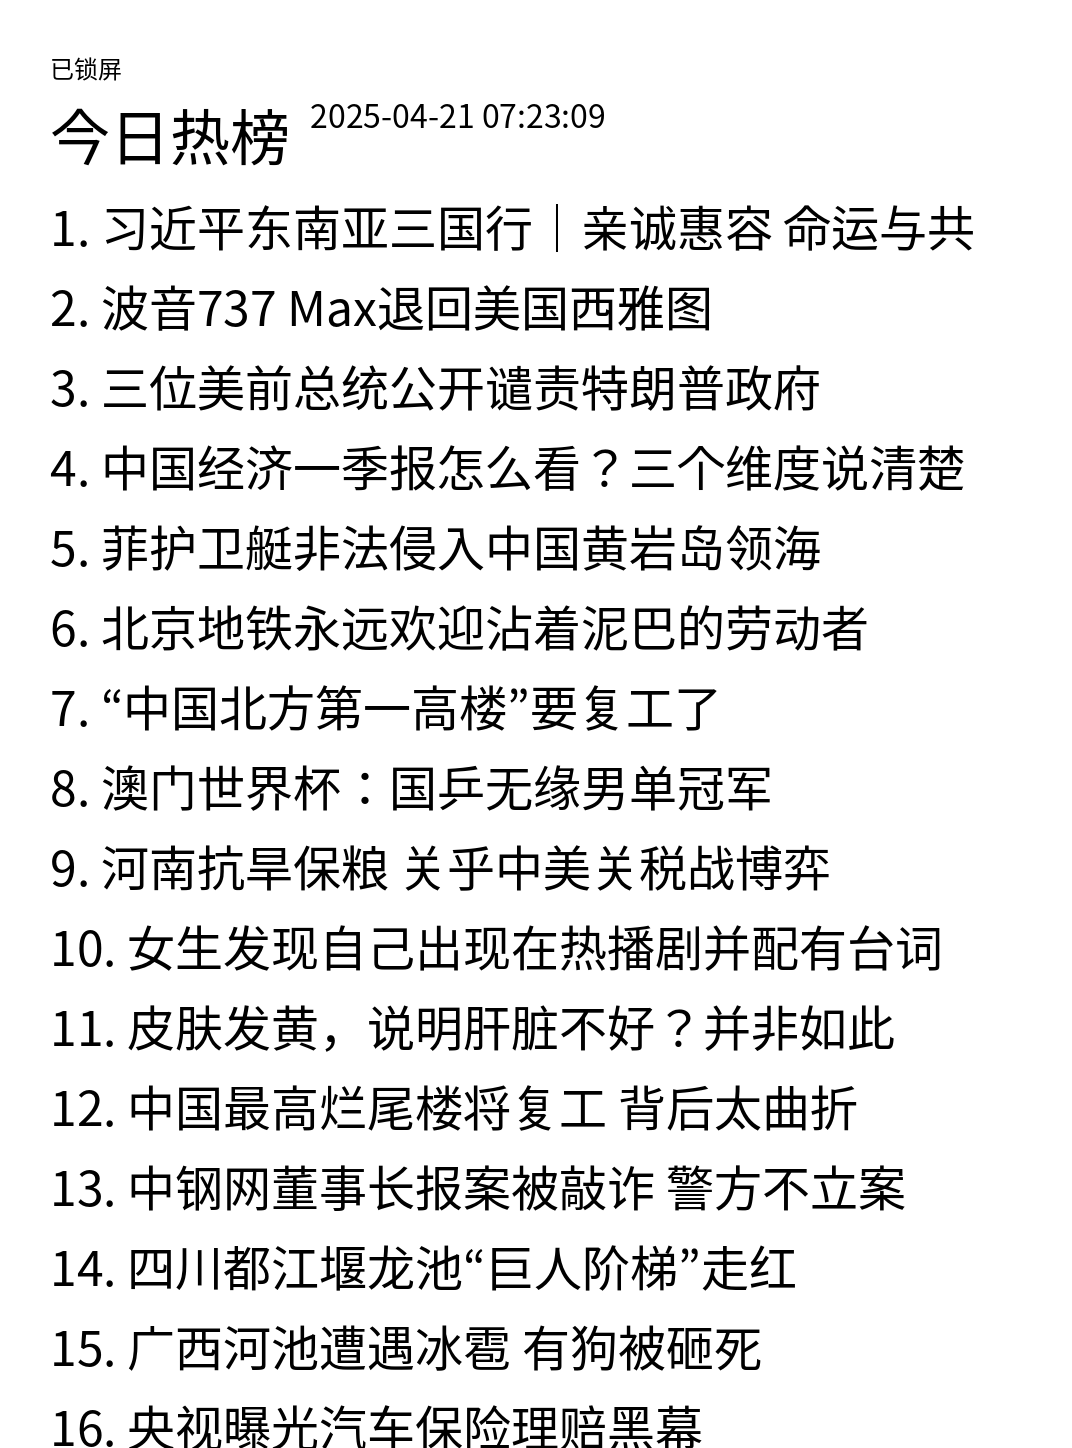 已锁屏
今日热榜 2025-04-21 07:23:09
1. 习近平东南亚三国行｜亲诚惠容 命运与共
2. 波音737 Max退回美国西雅图
3. 三位美前总统公开谴责特朗普政府
4. 中国经济一季报怎么看？三个维度说清楚
5. 菲护卫艇非法侵入中国黄岩岛领海
6. 北京地铁永远欢迎沾着泥巴的劳动者
7. “中国北方第一高楼”要复工了
8. 澳门世界杯：国乒无缘男单冠军
9. 河南抗旱保粮 关乎中美关税战博弈
10. 女生发现自己出现在热播剧并配有台词
11. 皮肤发黄，说明肝脏不好？并非如此
12. 中国最高烂尾楼将复工 背后太曲折
13. 中钢网董事长报案被敲诈 警方不立案
14. 四川都江堰龙池“巨人阶梯”走红
15. 广西河池遭遇冰雹 有狗被砸死
16. 央视曝光汽车保险理赔黑幕